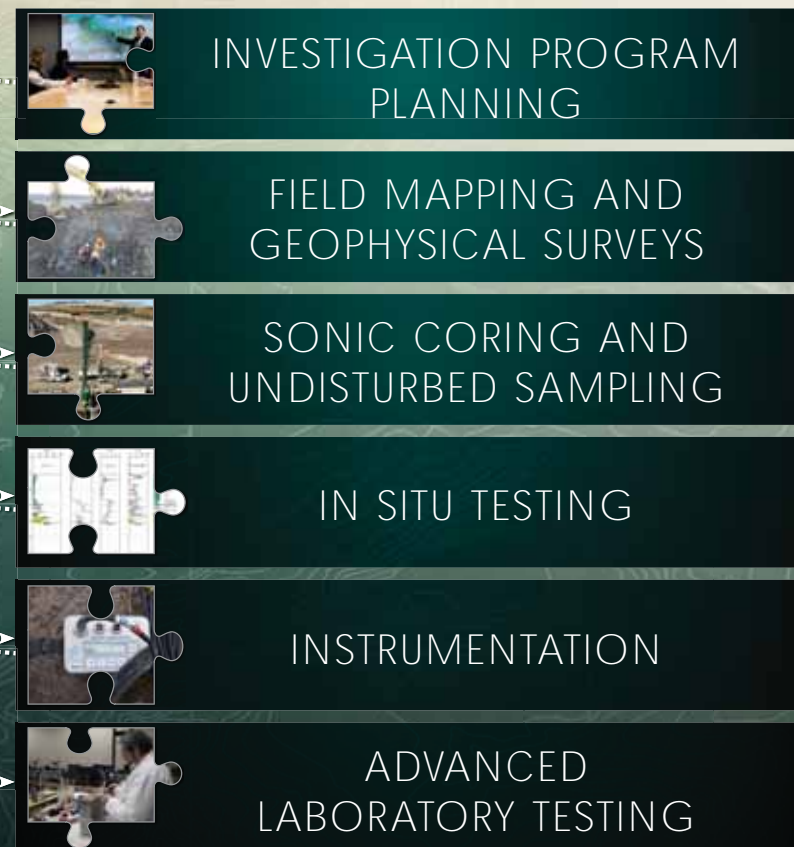 INVESTIGATION PROGRAM
PLANNING
FIELD MAPPING AND
GEOPHYSICAL SURVEYS
SONIC CORING AND
UNDISTURBED SAMPLING
IN SITU TESTING
INSTRUMENTATION
ADVANCED
LABORATORY TESTING